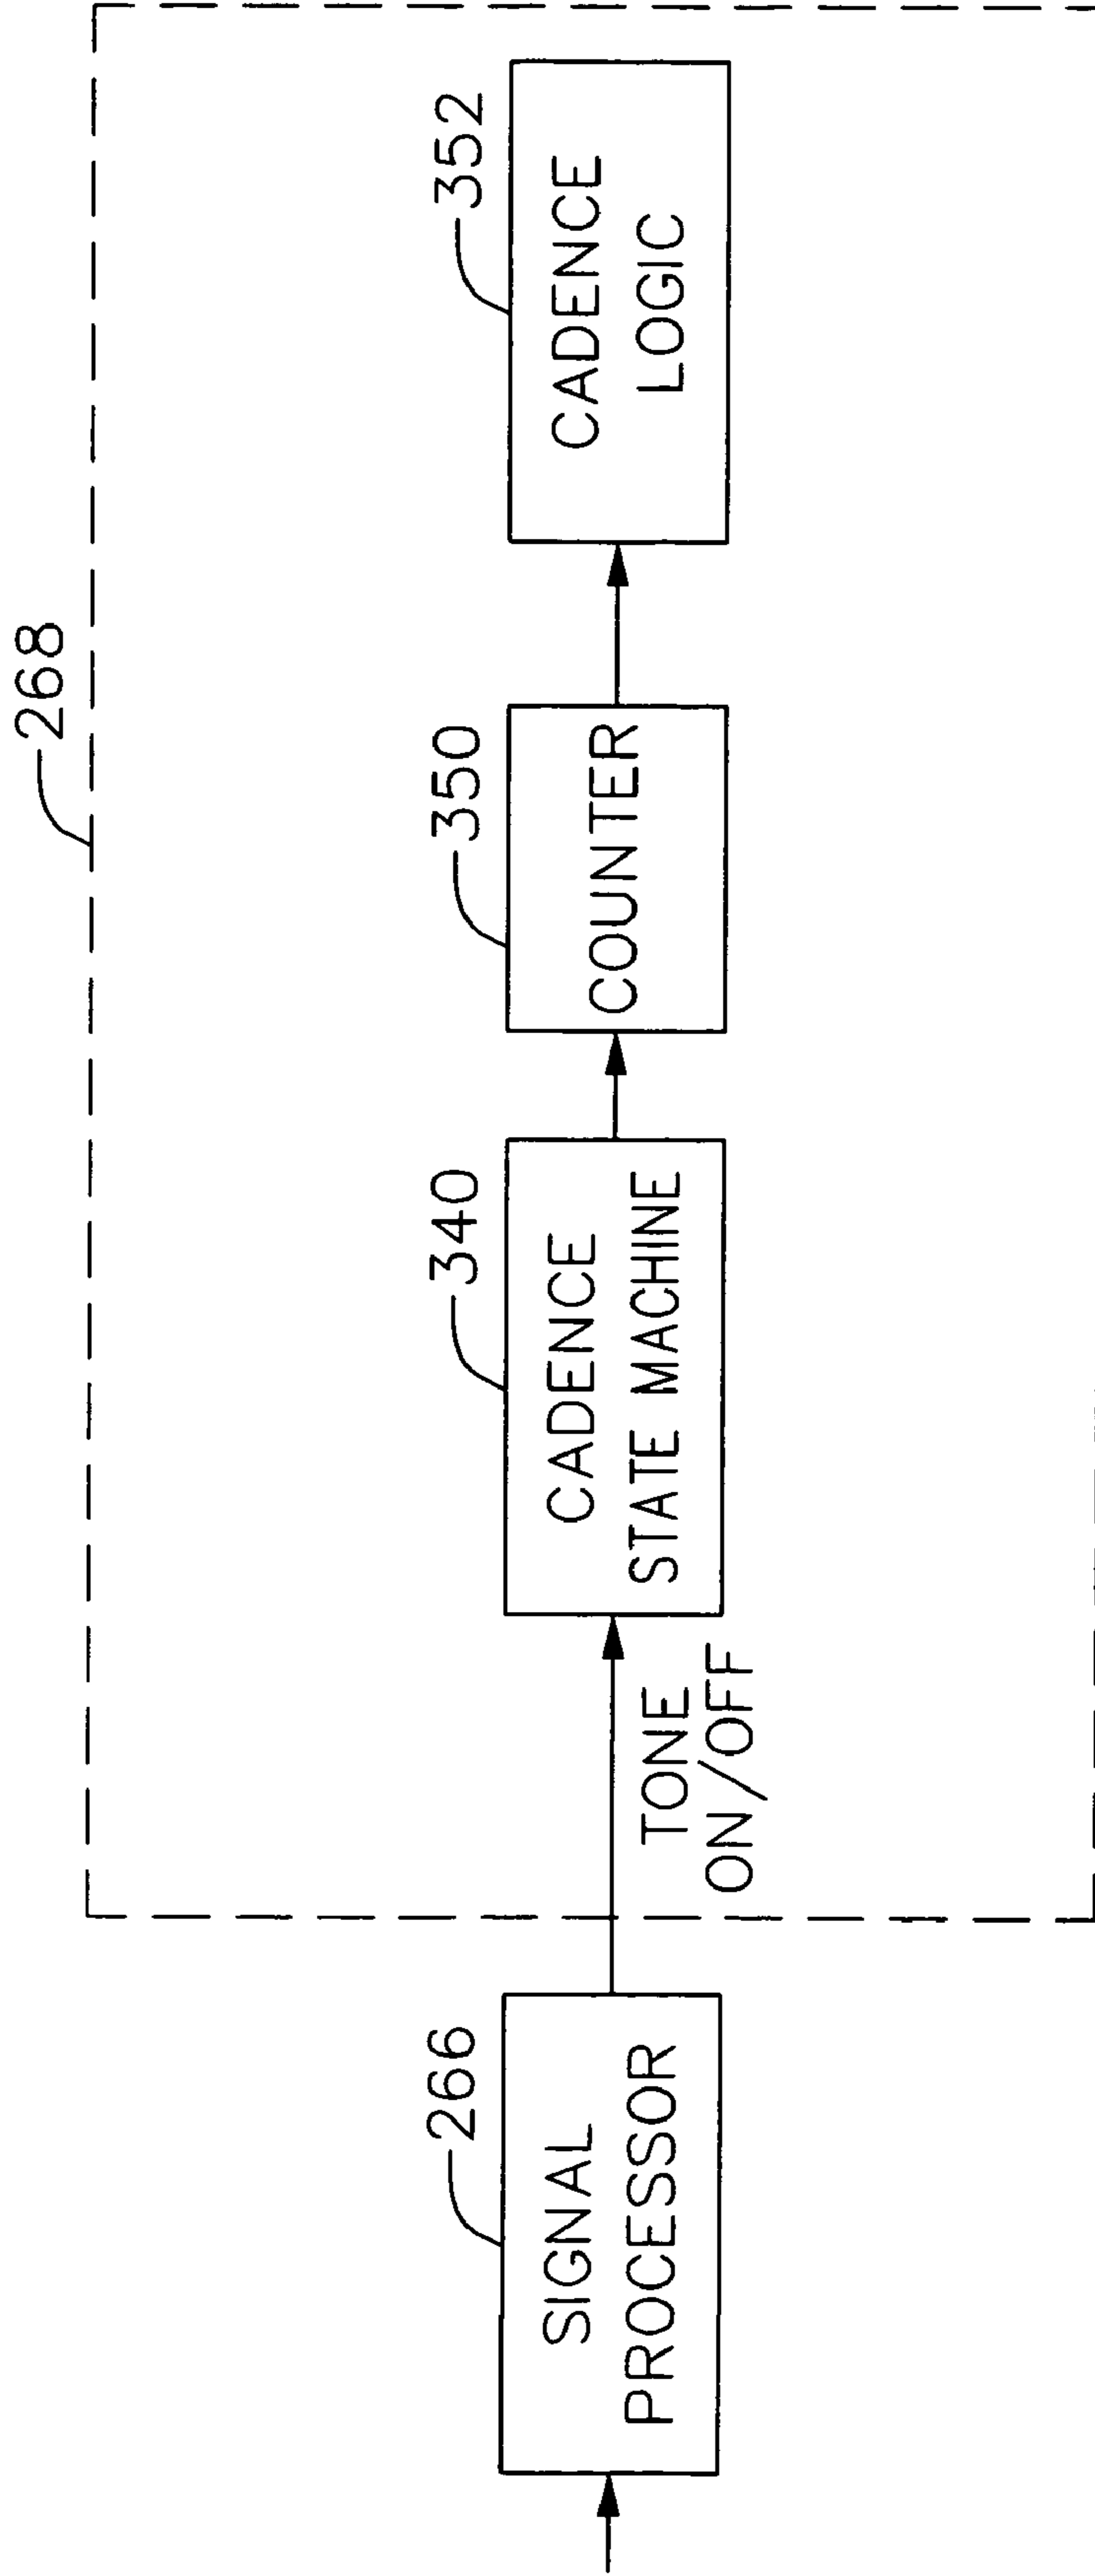 268
266
SIGNAL
PROCESSOR
TONE
ON/OFF
340
CADENCE
STATE MACHINE
350
COUNTER
352
CADENCE
LOGIC